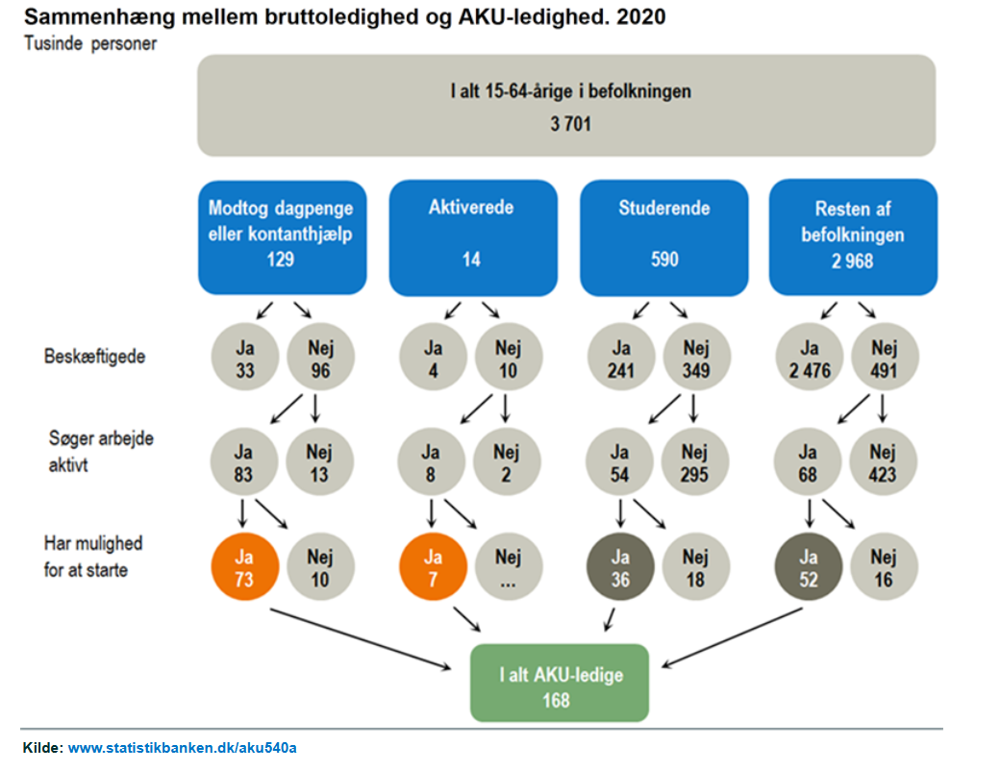 Sammenhæng mellem bruttoledighed og AKU-ledighed. 2020
Tusinde personer
I alt 15-64-årige i befolkningen
3 701
Modtog dagpenge
eller kontanthjælp
129
Aktiverede
14
Studerende
590
Resten af
befolkningen
2 968
Beskæftigede
Ja
33
Nej
96
Ja
4
Nej
10
Ja
241
Nej
349
Ja
2 476
Nej
491
Søger arbejde
aktivt
Ja
83
Nej
13
Ja
8
Nej
2
Ja
54
Nej
295
Ja
68
Nej
423
Har mulighed
for at starte
Ja
73
Nej
10
Ja
7
Nej
...
Ja
36
Nej
18
Ja
52
Nej
16
I alt AKU-ledige
168
Kilde: www.statistikbanken.dk/aku540a